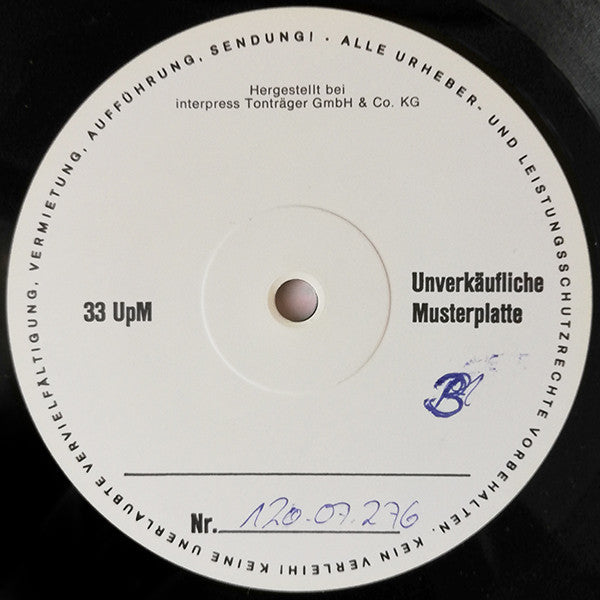 ALLE URHEBER- UND LEISTUNGSSCHUTZRECHTE VORBEHALTEN. KEIN VERLEIH! KEINE UNERLAUBTE VERVIELFÄLTIGUNG, VERMIETUNG, AUFFÜHRUNG, SENDUNG! ·
Hergestellt bei
interpress Tonträger GmbH & Co. KG
33 UpM
Unverkäufliche
Musterplatte
Nr. 120.07.276